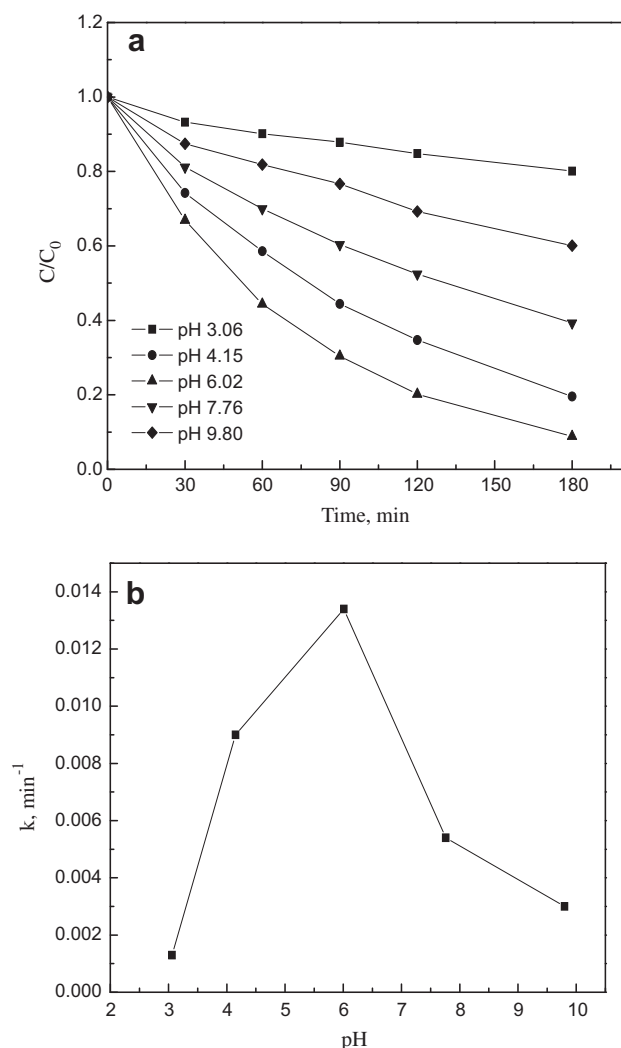 a
1.2
1.0
0.8
0.6
0.4
0.2
0.0
C/C0
pH 3.06
pH 4.15
pH 6.02
pH 7.76
pH 9.80
0 30 60 90 120 150 180
Time, min
b
0.014
0.012
0.010
0.008
0.006
0.004
0.002
0.000
k, min-1
2 3 4 5 6 7 8 9 10
pH